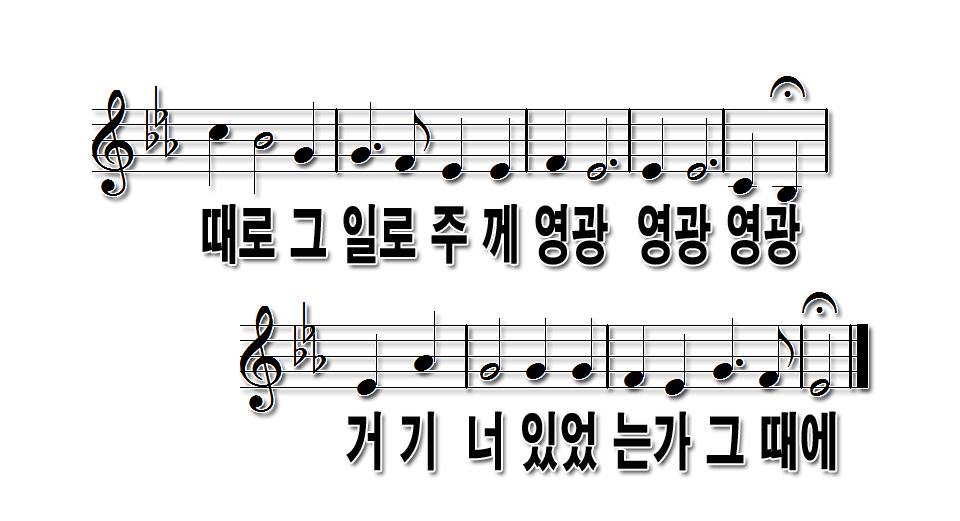 때로 그 일로 주 께 영광 영광 영광
거 기 너 있었 는가 그 때에